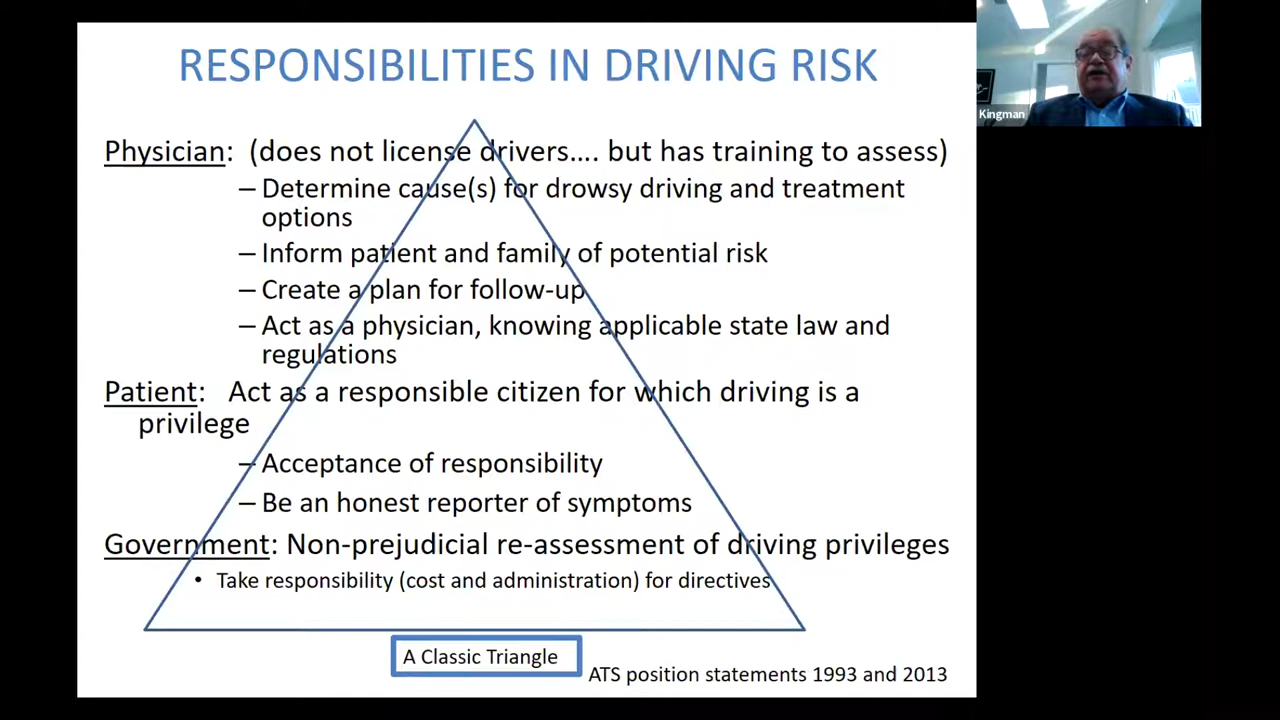 RESPONSIBILITIES IN DRIVING RISK
Kingman
Physician: (does not license drivers.... but has training to assess)
– Determine cause(s) for drowsy driving and treatment
options
– Inform patient and family of potential risk
– Create a plan for follow-up
– Act as a physician, knowing applicable state law and
regulations
Patient: Act as a responsible citizen for which driving is a
privilege
– Acceptance of responsibility
– Be an honest reporter of symptoms
Government: Non-prejudicial re-assessment of driving privileges
• Take responsibility (cost and administration) for directives
A Classic Triangle
ATS position statements 1993 and 2013